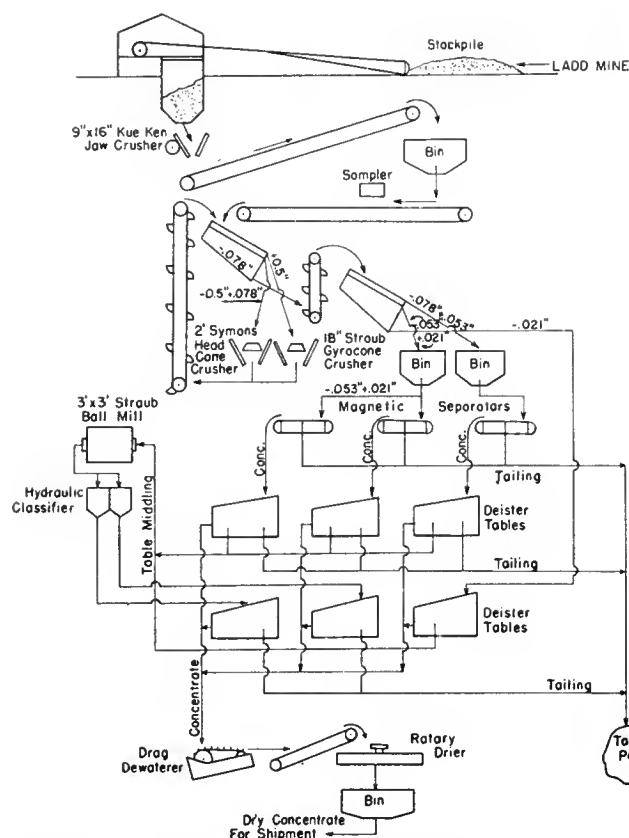 Stockpile
LADD MINE
9"x16" Kue Ken
Jaw Crusher
Bin
Sampler
-.078"
+0.5"
-0.5"+.078"
-.078"
+.053"
-.053"
+.021"
-.021"
2' Symons
Head
Cone
Crusher
18" Straub
Gyracone
Crusher
Bin
Bin
3'x3' Straub
Ball Mill
-.053"+.021"
Magnetic
Separators
Conc.
Conc.
Conc.
Tailing
Hydraulic
Classifier
Table Middling
Deister
Tables
Tailing
Deister
Tables
Concentrate
Tailing
Drag
Dewaterer
Rotary
Drier
Bin
Dry Concentrate
For Shipment